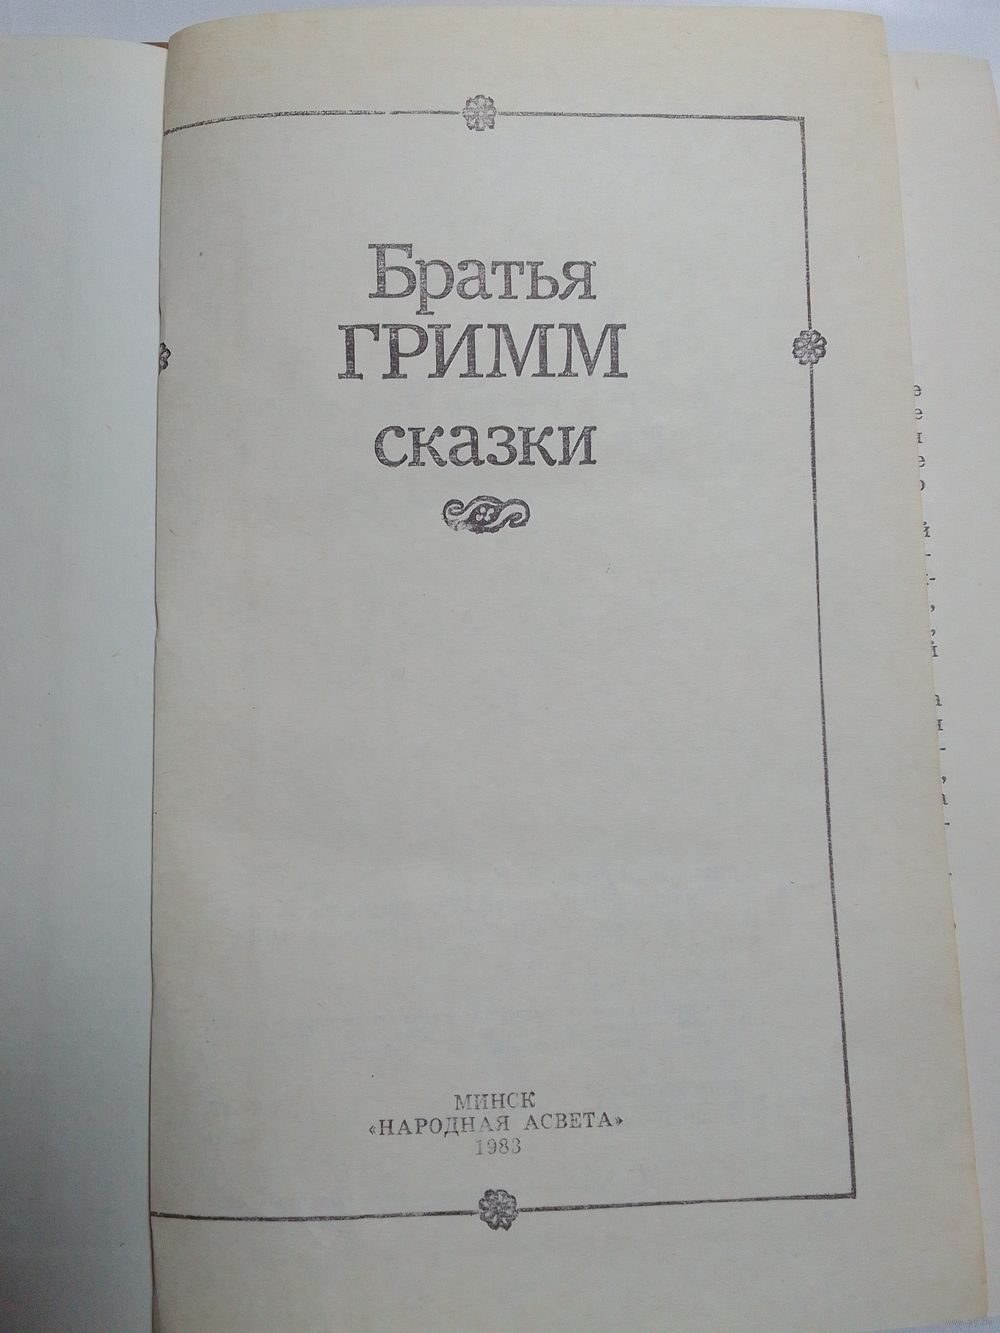 Братья
ГРИММ
сказки
МИНСК
«НАРОДНАЯ АСВЕТА»
1983